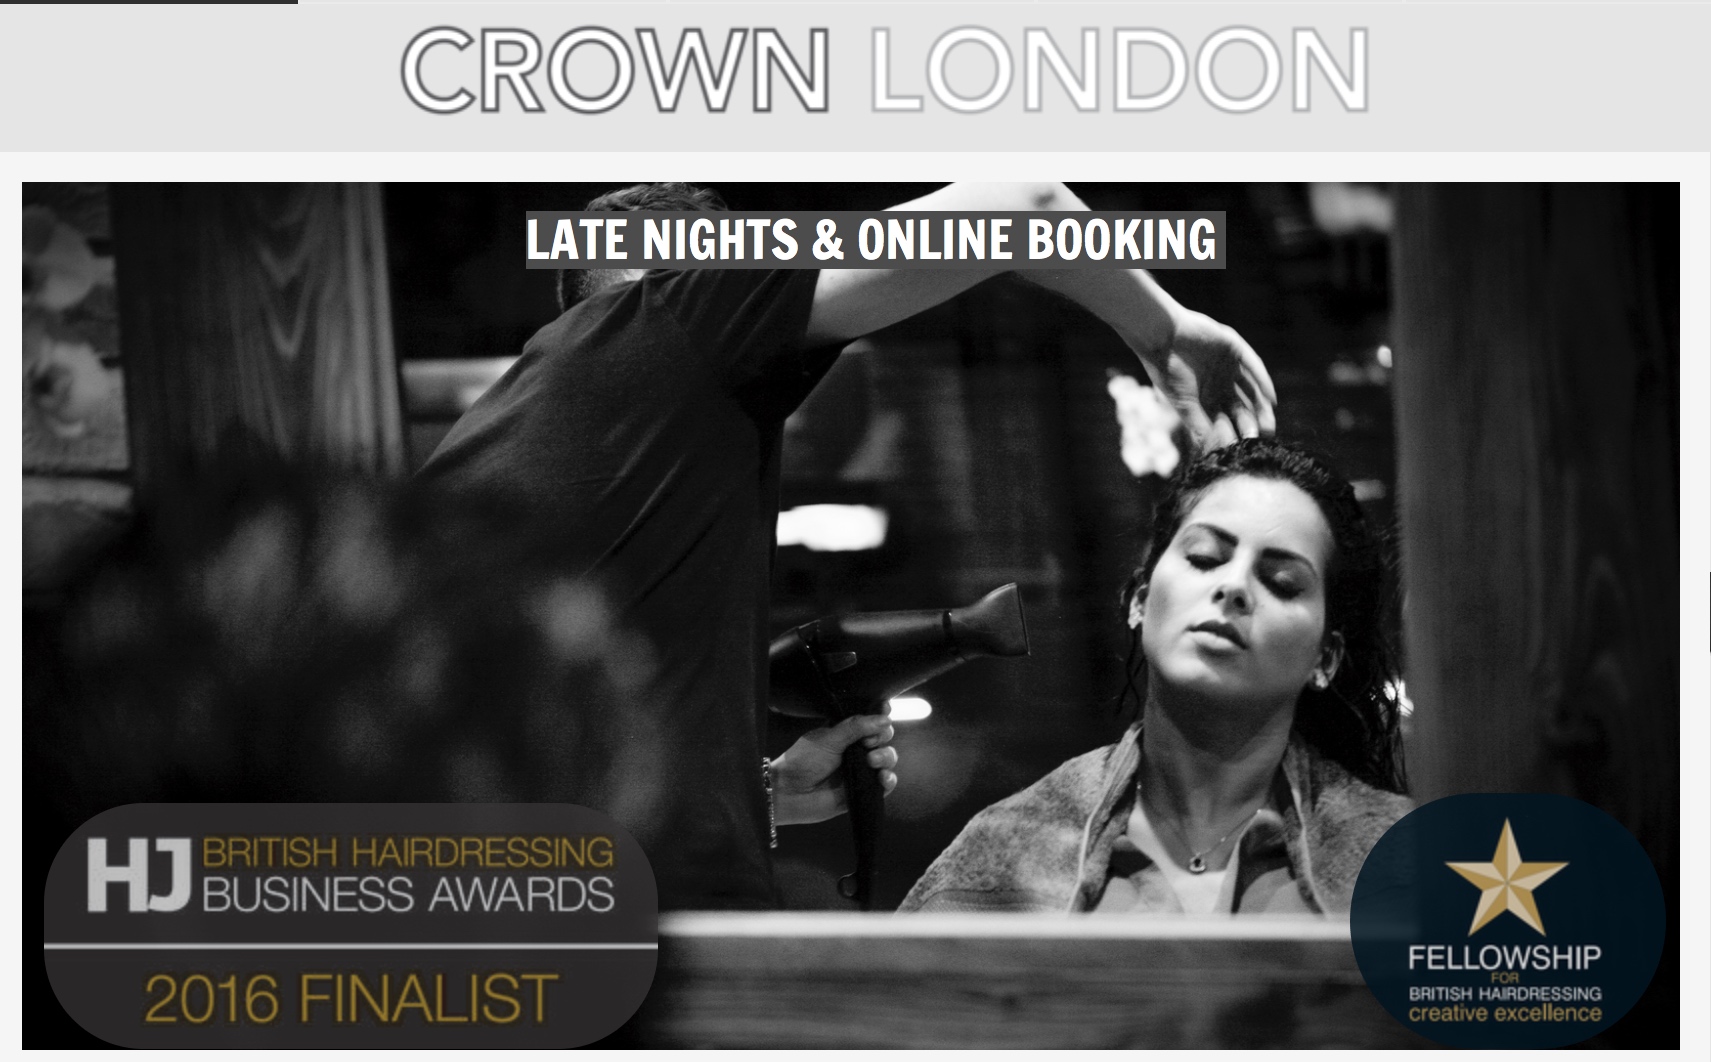 CROWN LONDON
LATE NIGHTS & ONLINE BOOKING
HJ BRITISH HAIRDRESSING
BUSINESS AWARDS
2016 FINALIST
FELLOWSHIP
FOR
BRITISH HAIRDRESSING
creative excellence